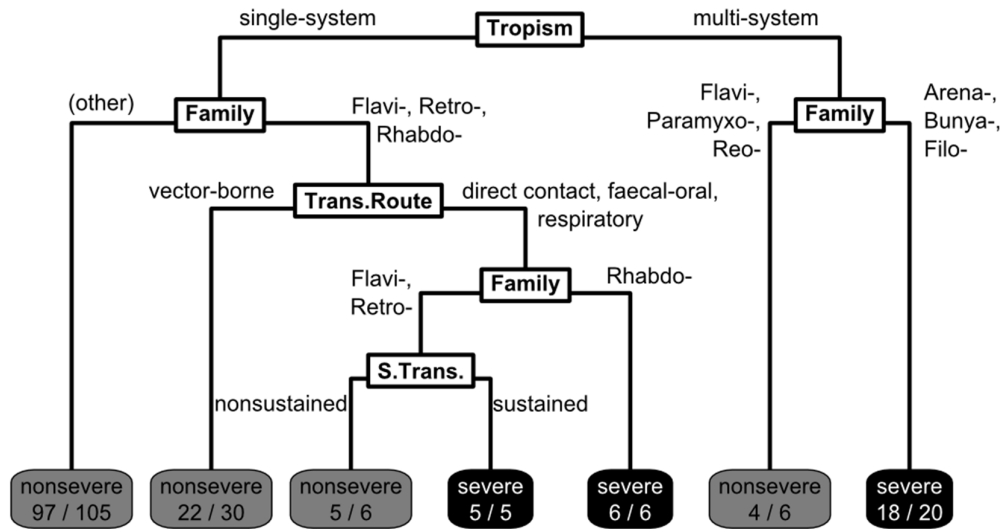 single-system
Tropism
multi-system
(other)
Family
Flavi-, Retro-,
Rhabdo-
Flavi-,
Paramyxo-,
Reo-
Family
Arena-,
Bunya-,
Filo-
vector-borne
Trans.Route
direct contact, faecal-oral,
respiratory
Flavi-,
Retro-
Family
Rhabdo-
S.Trans.
nonsustained
sustained
nonsevere
97 / 105
nonsevere
22 / 30
nonsevere
5 / 6
severe
5 / 5
severe
6 / 6
nonsevere
4 / 6
severe
18 / 20